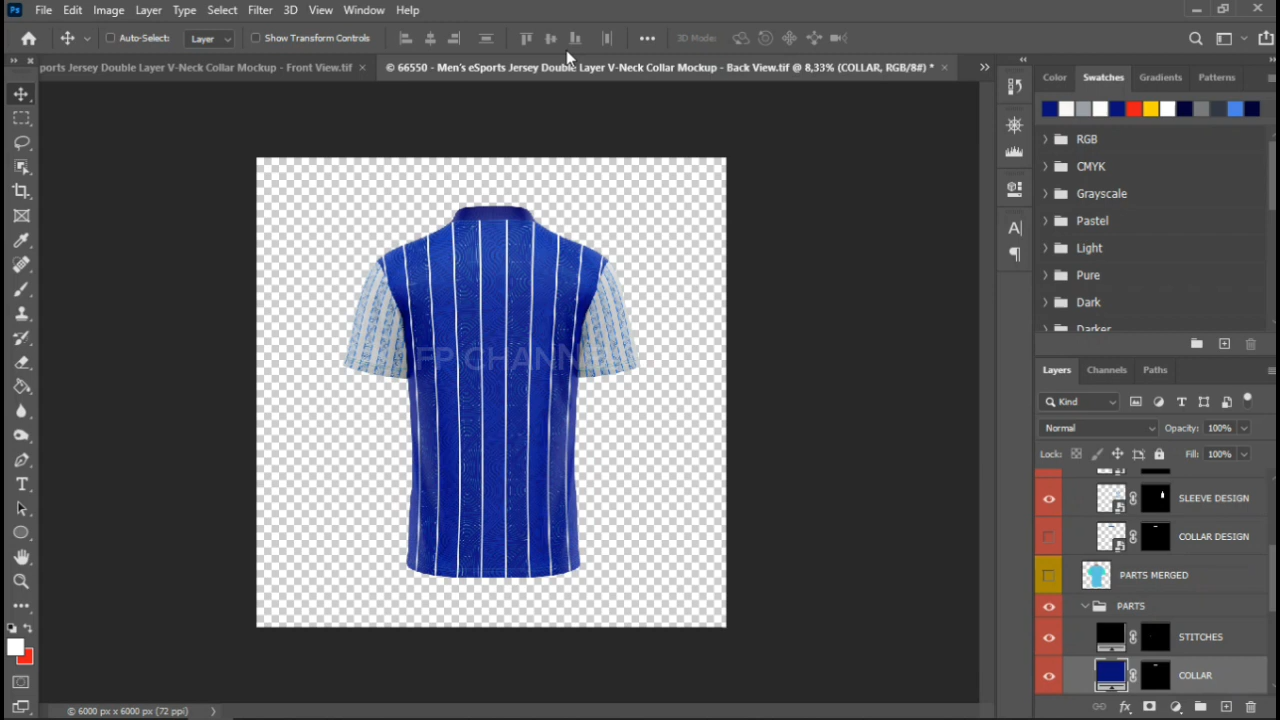 Ps File Edit Image Layer Type Select Filter 3D View Window Help
Auto-Select: Layer Show Transform Controls 3D Mode:
ports Jersey Double Layer V-Neck Collar Mockup - Front View.tif × © 66550 - Men's eSports Jersey Double Layer V-Neck Collar Mockup - Back View.tif @ 8,33% (COLLAR, RGB/8#) * ×
Color Swatches Gradients Patterns
RGB
CMYK
Grayscale
Pastel
Light
Pure
Dark
Darker
FP CHANNEL
Layers Channels Paths
Kind
Normal Opacity: 100%
Lock: Fill: 100%
SLEEVE DESIGN
COLLAR DESIGN
PARTS MERGED
PARTS
STITCHES
COLLAR
© 6000 px x 6000 px (72 ppi)